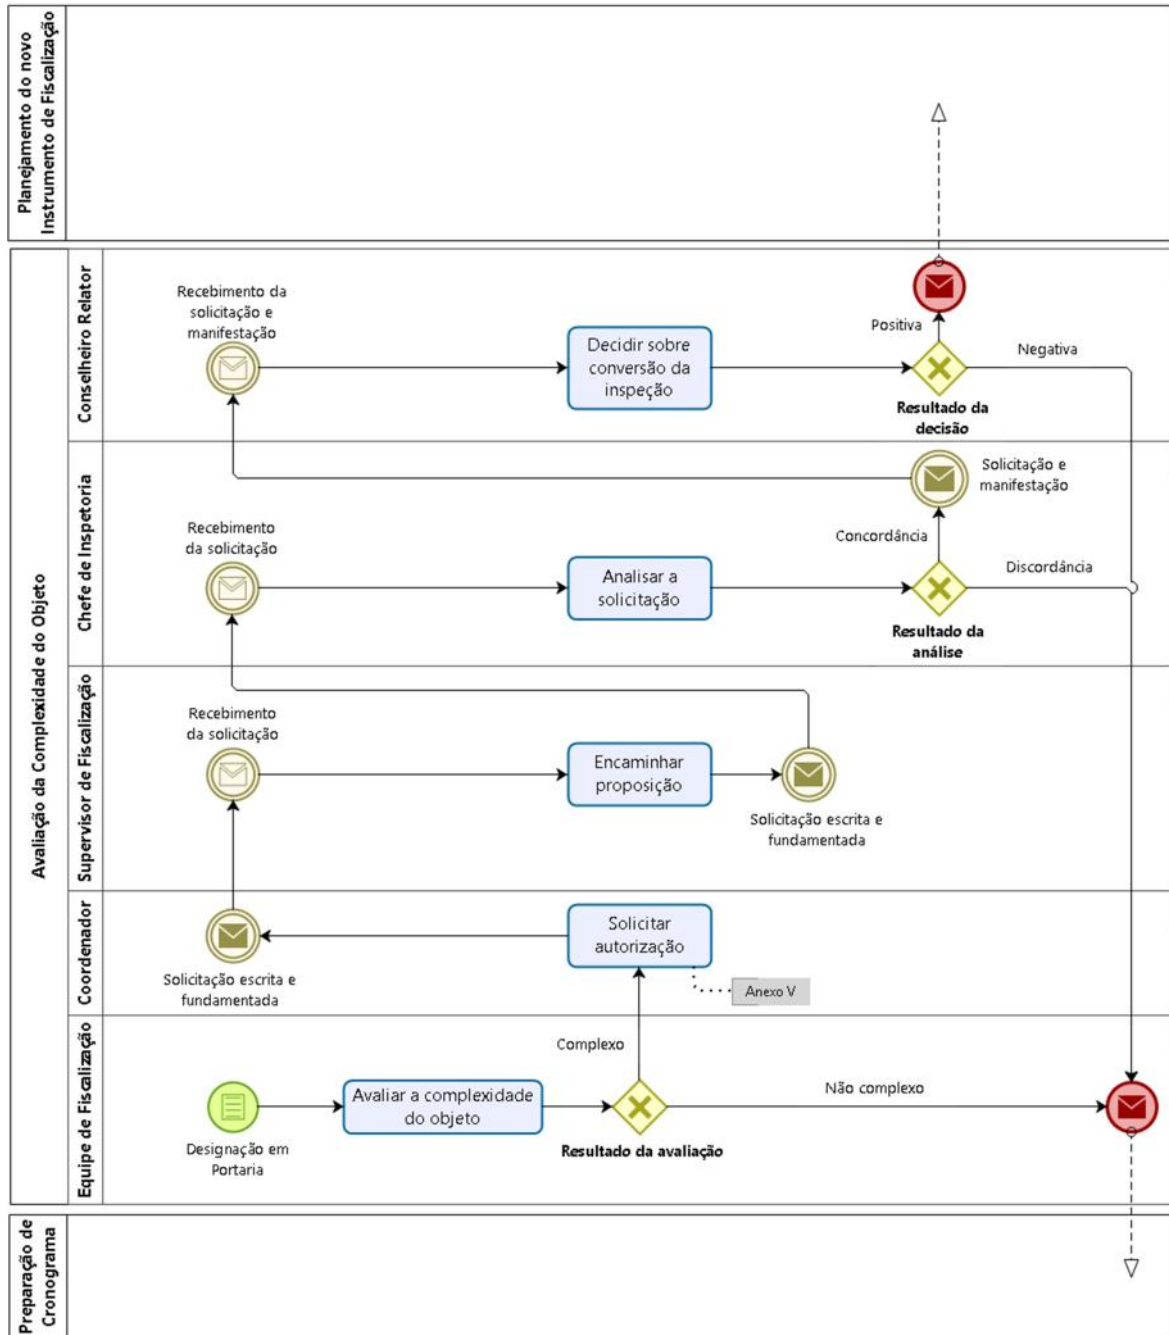 Planejamento do novo
Instrumento de Fiscalização
Avaliação da Complexidade do Objeto
Conselheiro Relator
Recebimento da
solicitação e
manifestação
Decidir sobre
conversão da
inspeção
Positiva
Negativa
Resultado da
decisão
Chefe de Inspetoria
Recebimento
da solicitação
Analisar a
solicitação
Solicitação e
manifestação
Concordância
Discordância
Resultado da
análise
Supervisor de Fiscalização
Recebimento
da solicitação
Encaminhar
proposição
Solicitação escrita e
fundamentada
Coordenador
Solicitação escrita e
fundamentada
Solicitar
autorização
Anexo V
Equipe de Fiscalização
Designação em
Portaria
Avaliar a complexidade
do objeto
Complexo
Resultado da avaliação
Não complexo
Preparação de
Cronograma